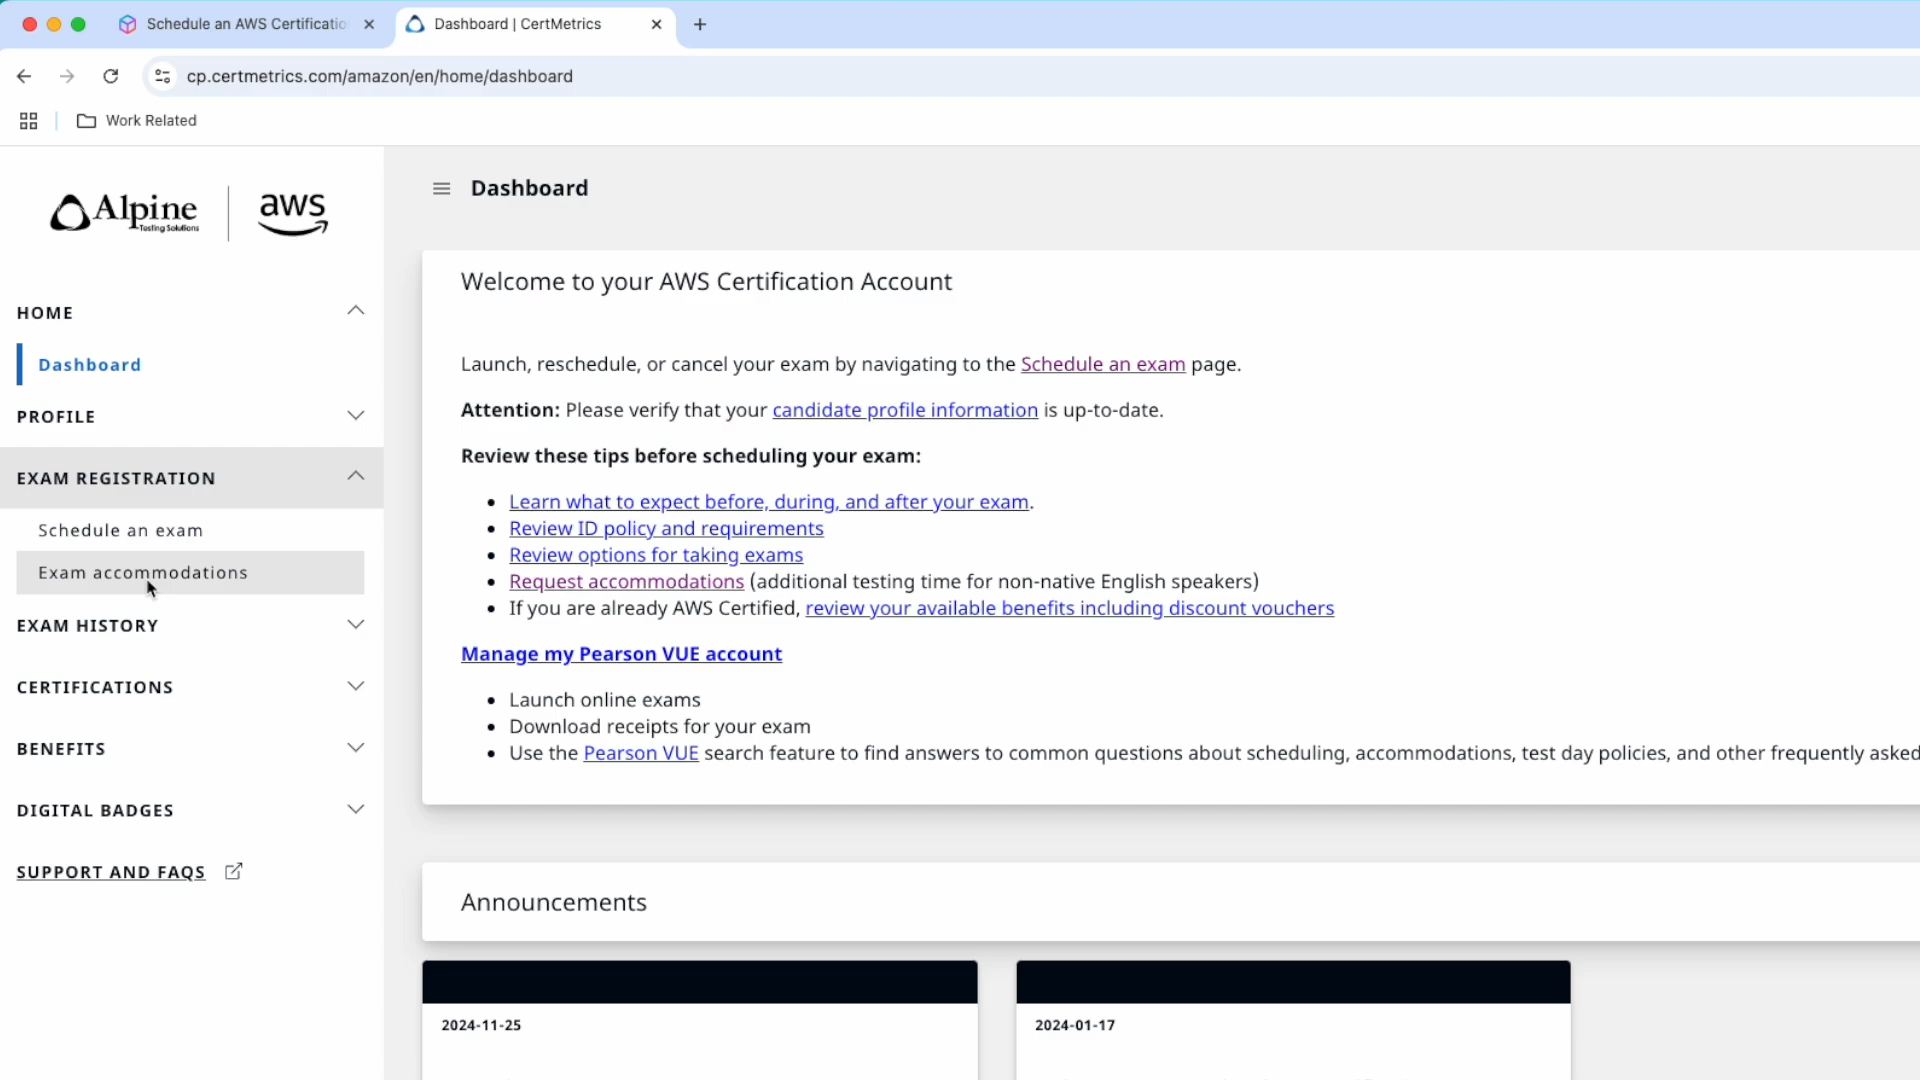 Schedule an AWS Certificatio
Dashboard | CertMetrics
cp.certmetrics.com/amazon/en/home/dashboard
Work Related
Alpine
Testing Solutions
aws
Dashboard
Welcome to your AWS Certification Account
HOME
Dashboard
PROFILE
EXAM REGISTRATION
Schedule an exam
Exam accommodations
EXAM HISTORY
CERTIFICATIONS
BENEFITS
DIGITAL BADGES
SUPPORT AND FAQS
Launch, reschedule, or cancel your exam by navigating to the Schedule an exam page.
Attention: Please verify that your candidate profile information is up-to-date.
Review these tips before scheduling your exam:
• Learn what to expect before, during, and after your exam.
• Review ID policy and requirements
• Review options for taking exams
• Request accommodations (additional testing time for non-native English speakers)
• If you are already AWS Certified, review your available benefits including discount vouchers
Manage my Pearson VUE account
• Launch online exams
• Download receipts for your exam
• Use the Pearson VUE search feature to find answers to common questions about scheduling, accommodations, test day policies, and other frequently asked
Announcements
2024-11-25
2024-01-17